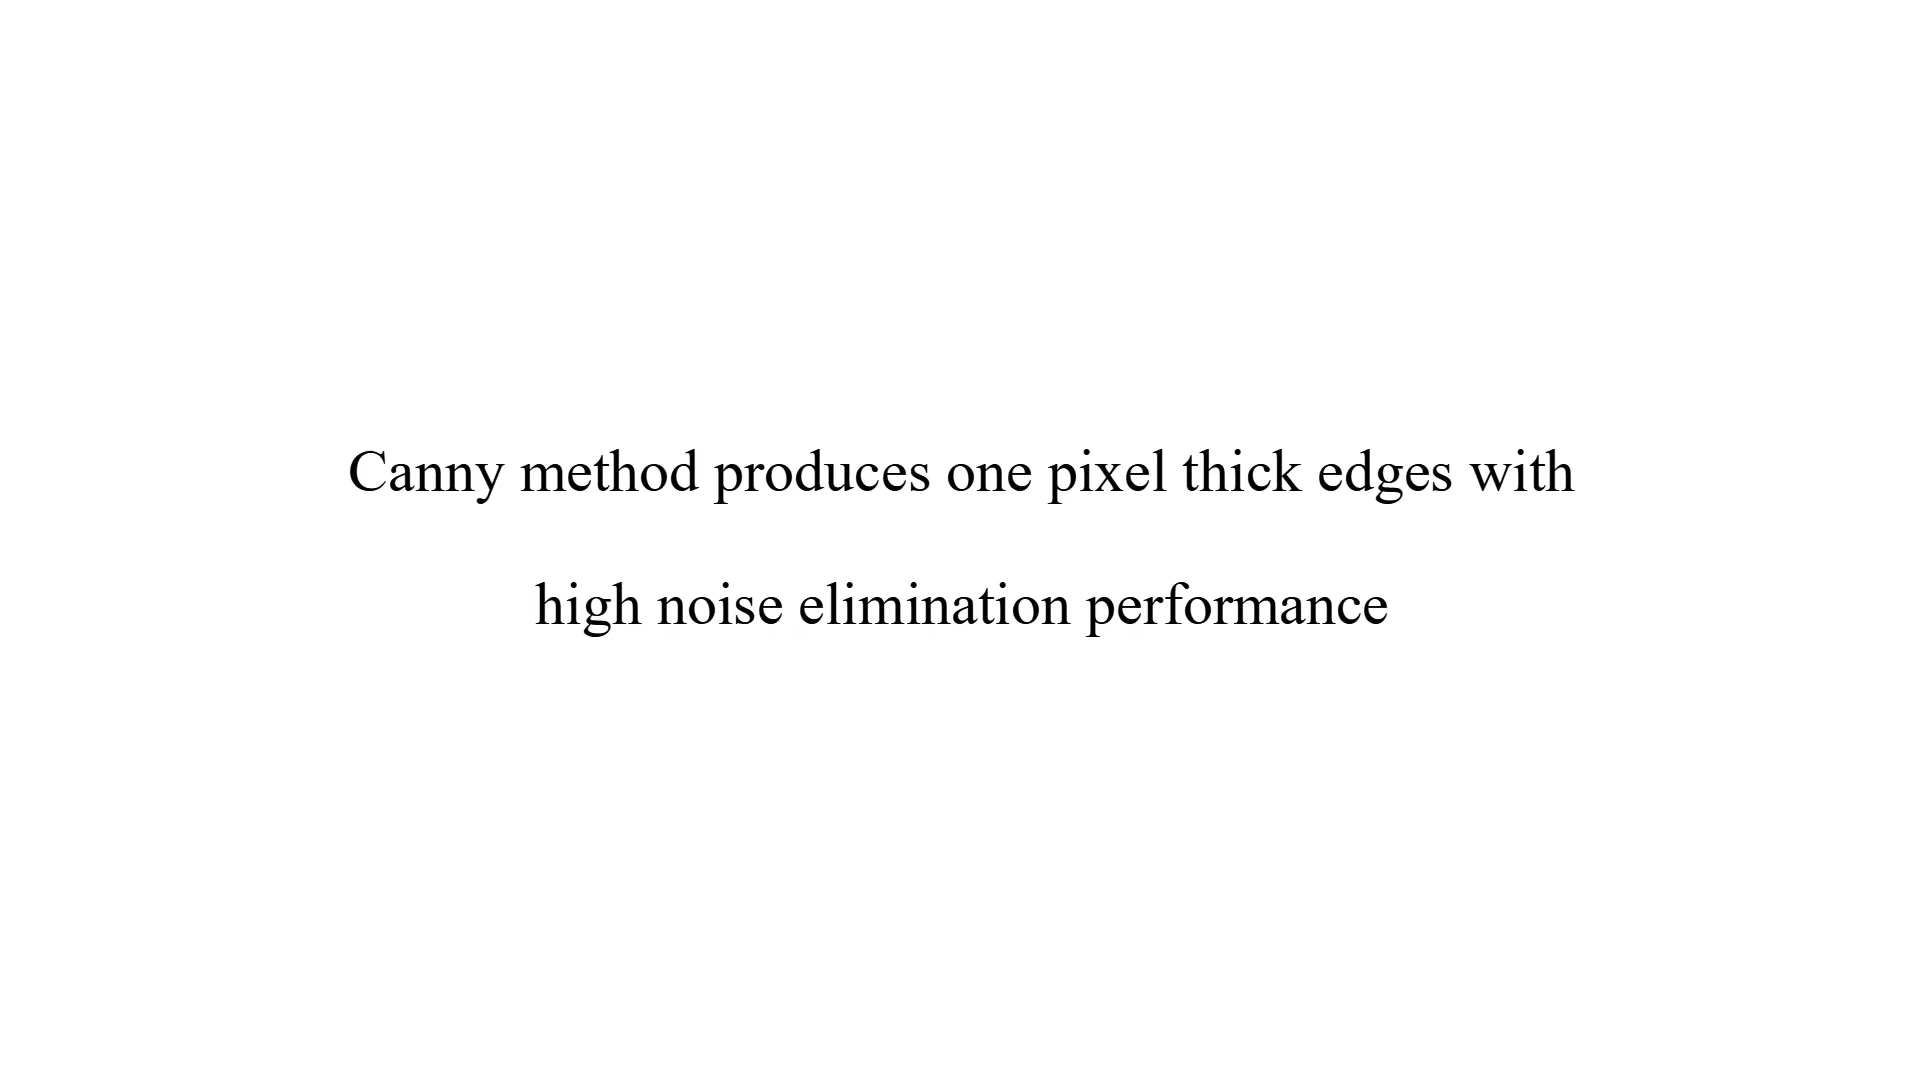 Canny method produces one pixel thick edges with
high noise elimination performance